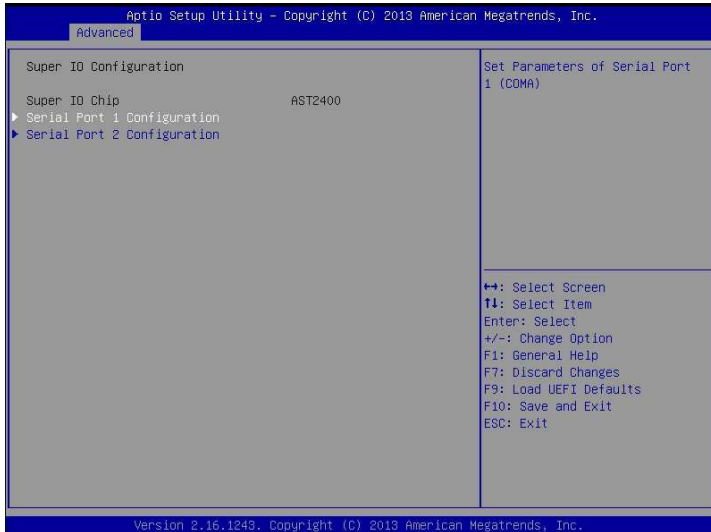 Aptio Setup Utility – Copyright (C) 2013 American Megatrends, Inc.
Advanced
Super IO Configuration
Super IO Chip AST2400
Serial Port 1 Configuration
Serial Port 2 Configuration
Set Parameters of Serial Port
1 (COMA)
↔: Select Screen
↑↓: Select Item
Enter: Select
+/-: Change Option
F1: General Help
F7: Discard Changes
F9: Load UEFI Defaults
F10: Save and Exit
ESC: Exit
Version 2.16.1243. Copyright (C) 2013 American Megatrends, Inc.